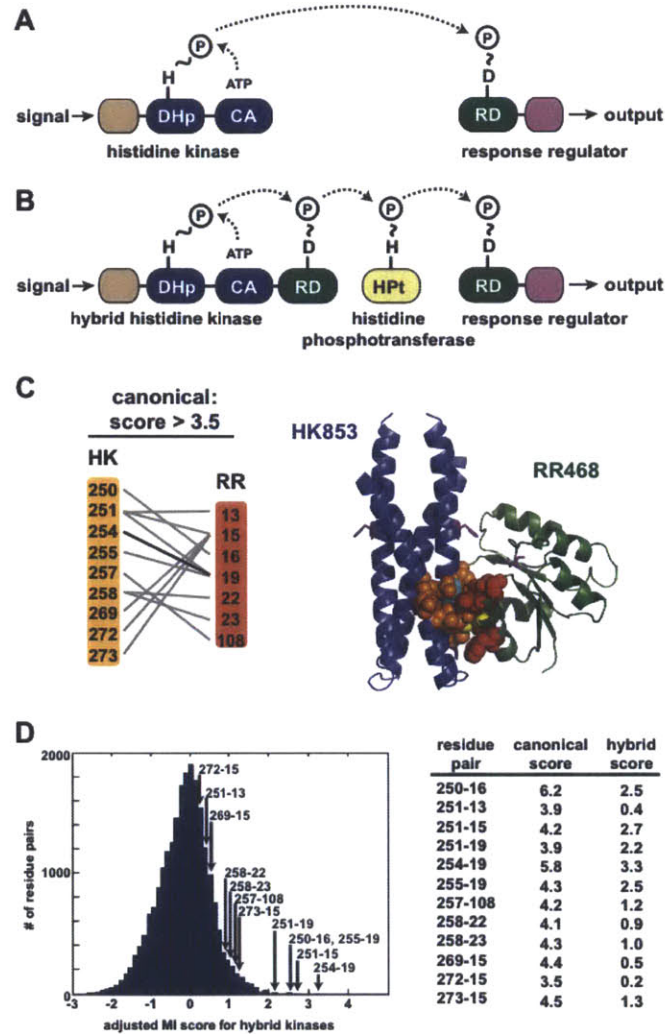 A
P
P
H
ATP
D
signal
DHp
CA
RD
output
histidine kinase
response regulator
B
P
P
P
P
H
ATP
D
H
D
signal
DHp
CA
RD
HPt
RD
output
hybrid histidine kinase
histidine
phosphotransferase
response regulator
C
canonical:
score > 3.5
HK
RR
250
251
254
255
257
258
269
272
273
13
15
16
19
22
23
108
HK853
RR468
D
# of residue pairs
2000
1000
0
-3
-2
-1
0
1
2
3
4
adjusted MI score for hybrid kinases
272-15
251-13
269-15
258-22
258-23
257-108
273-15
251-19
250-16, 255-19
251-15
254-19
residue pair canonical score hybrid score
250-16 6.2 2.5
251-13 3.9 0.4
251-15 4.2 2.7
251-19 3.9 2.2
254-19 5.8 3.3
255-19 4.3 2.5
257-108 4.2 1.2
258-22 4.1 0.9
258-23 4.3 1.0
269-15 4.4 0.5
272-15 3.5 0.2
273-15 4.5 1.3